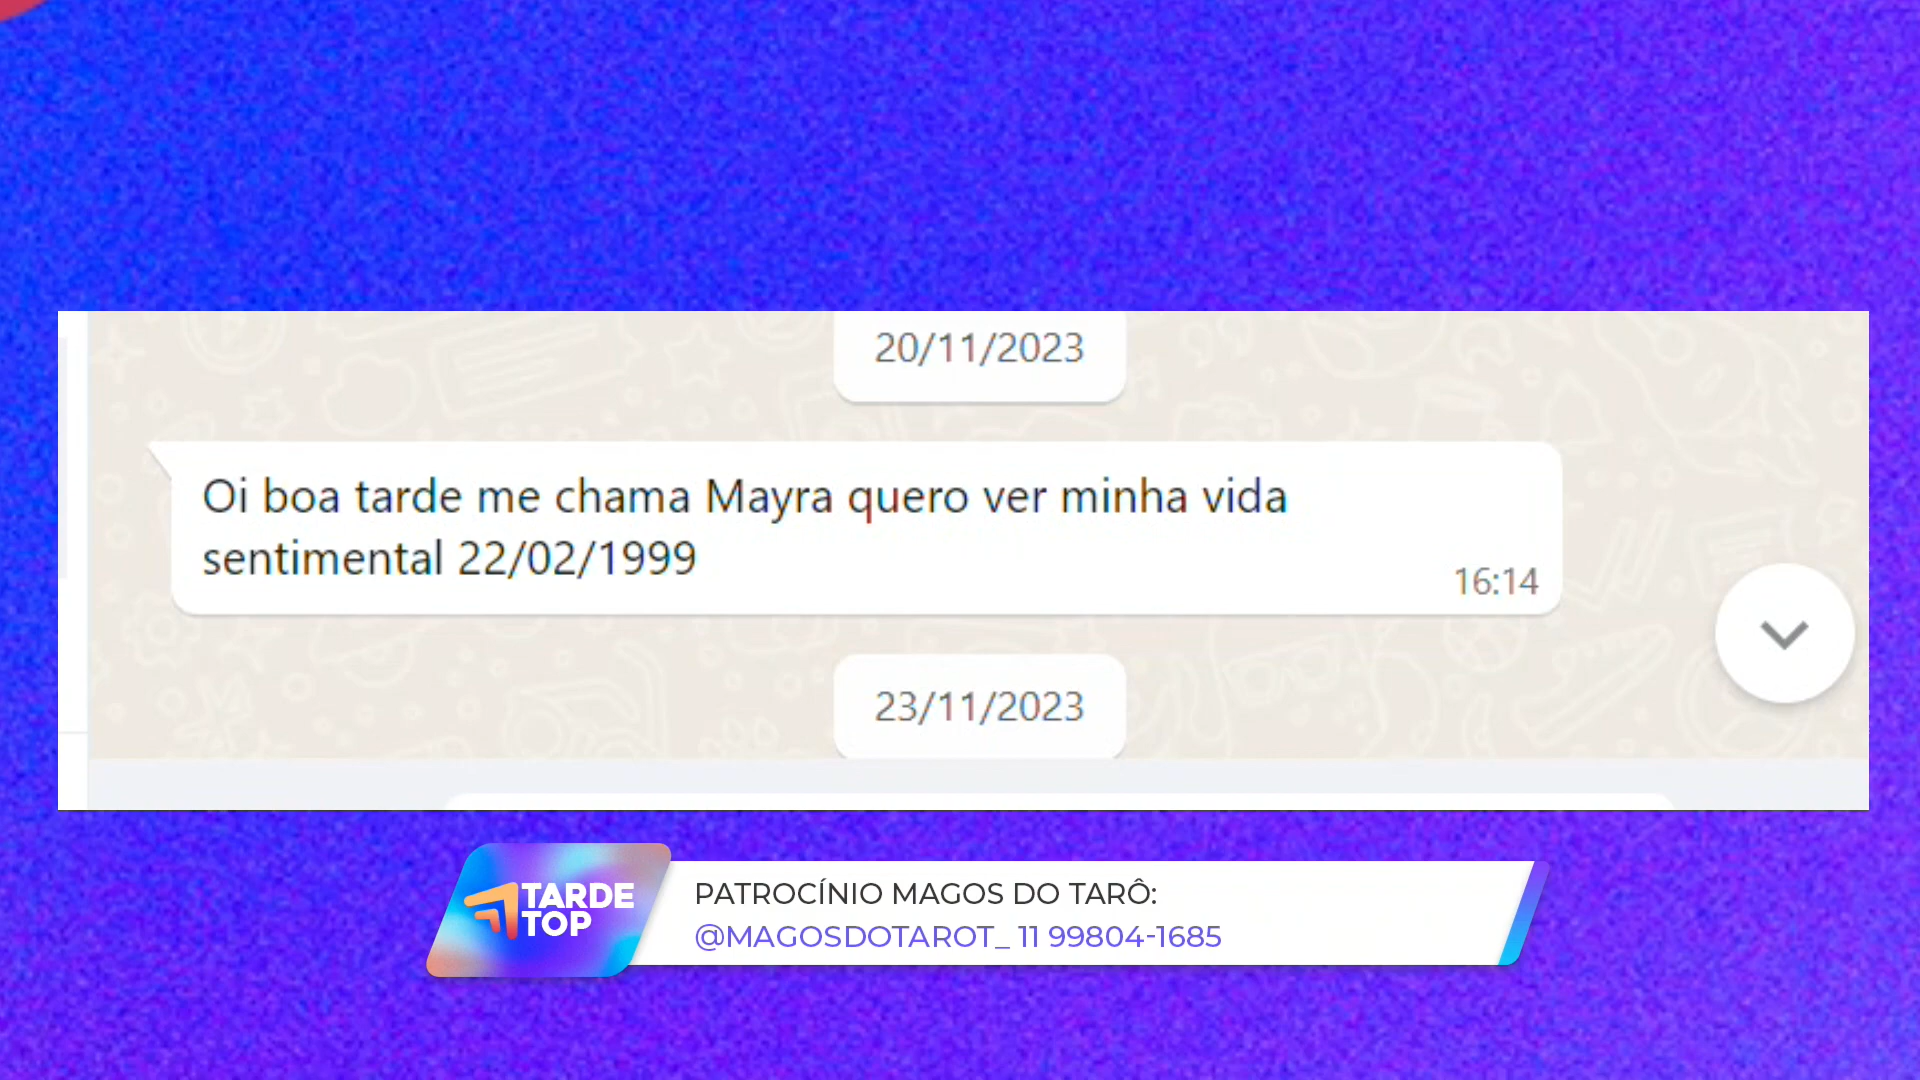 20/11/2023
Oi boa tarde me chama Mayra quero ver minha vida
sentimental 22/02/1999
16:14
23/11/2023
TARDE
TOP
PATROCÍNIO MAGOS DO TARÔ:
@MAGOSDOTAROT_ 11 99804-1685